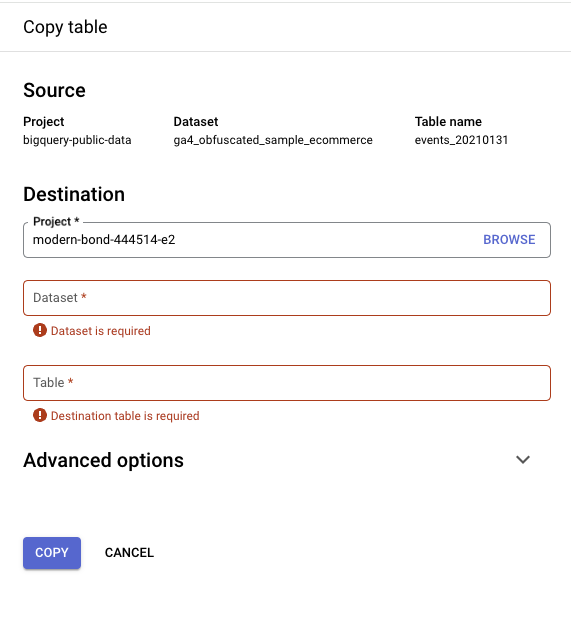 Copy table
Source
Project Dataset Table name
bigquery-public-data ga4_obfuscated_sample_ecommerce events_20210131
Destination
Project *
modern-bond-444514-e2 BROWSE
Dataset *
Dataset is required
Table *
Destination table is required
Advanced options
COPY CANCEL